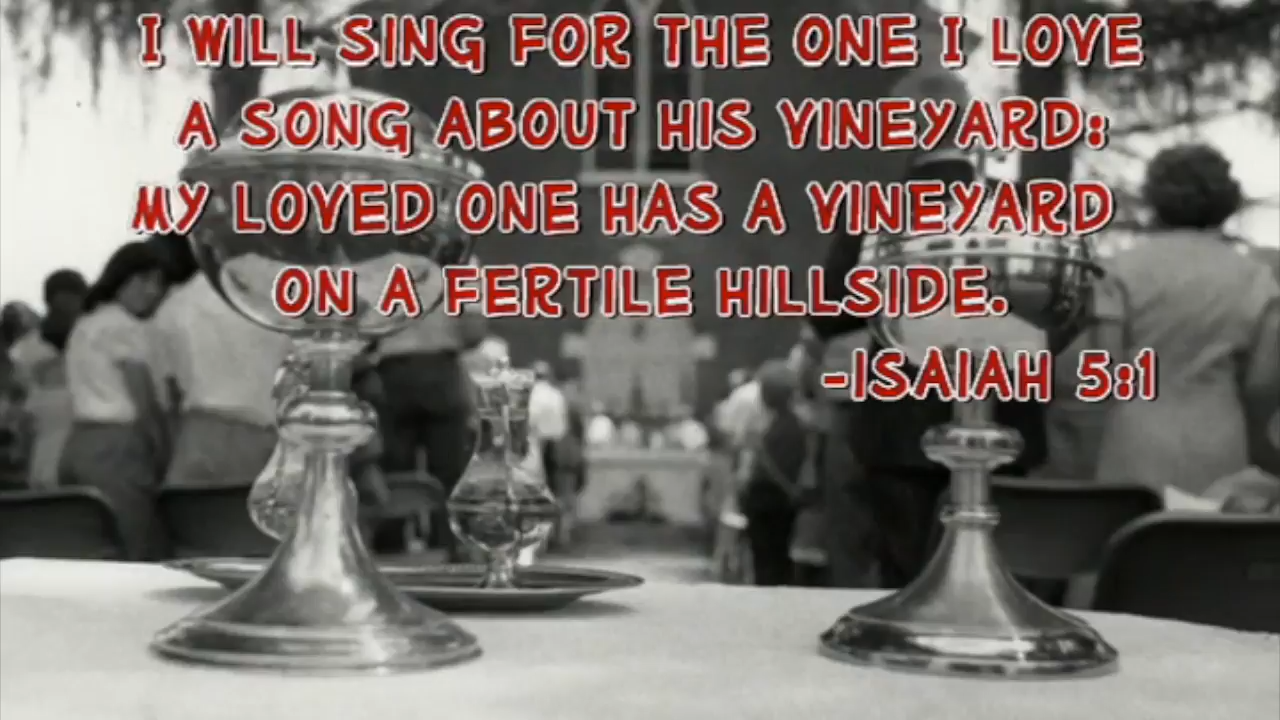 I WILL SING FOR THE ONE I LOVE
A SONG ABOUT HIS VINEYARD:
MY LOVED ONE HAS A VINEYARD
ON A FERTILE HILLSIDE.
-ISAIAH 5:1